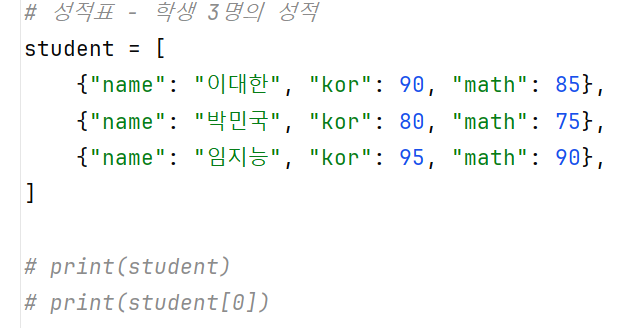 # 성적표 - 학생 3명의 성적
student = [
    {"name": "이대한", "kor": 90, "math": 85},
    {"name": "박민국", "kor": 80, "math": 75},
    {"name": "임지능", "kor": 95, "math": 90},
]
# print(student)
# print(student[0])